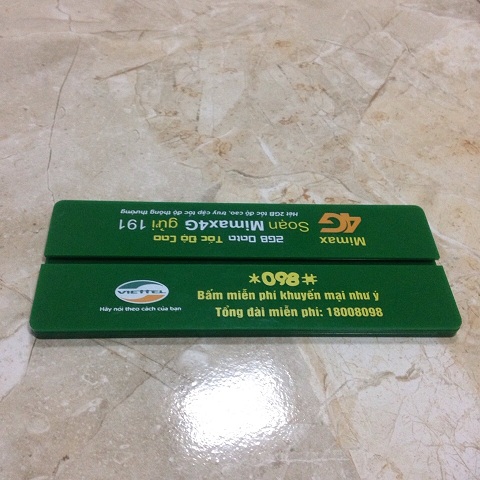 Mimax
4G
2GB Data Tốc Độ Cao
Soạn Mimax4G gửi 191
Hết 2GB tốc độ cao, truy cập tốc độ thông thường
*098#
Bấm miễn phí khuyến mại như ý
Tổng đài miễn phí: 18008098
VIETTEL
Hãy nói theo cách của bạn